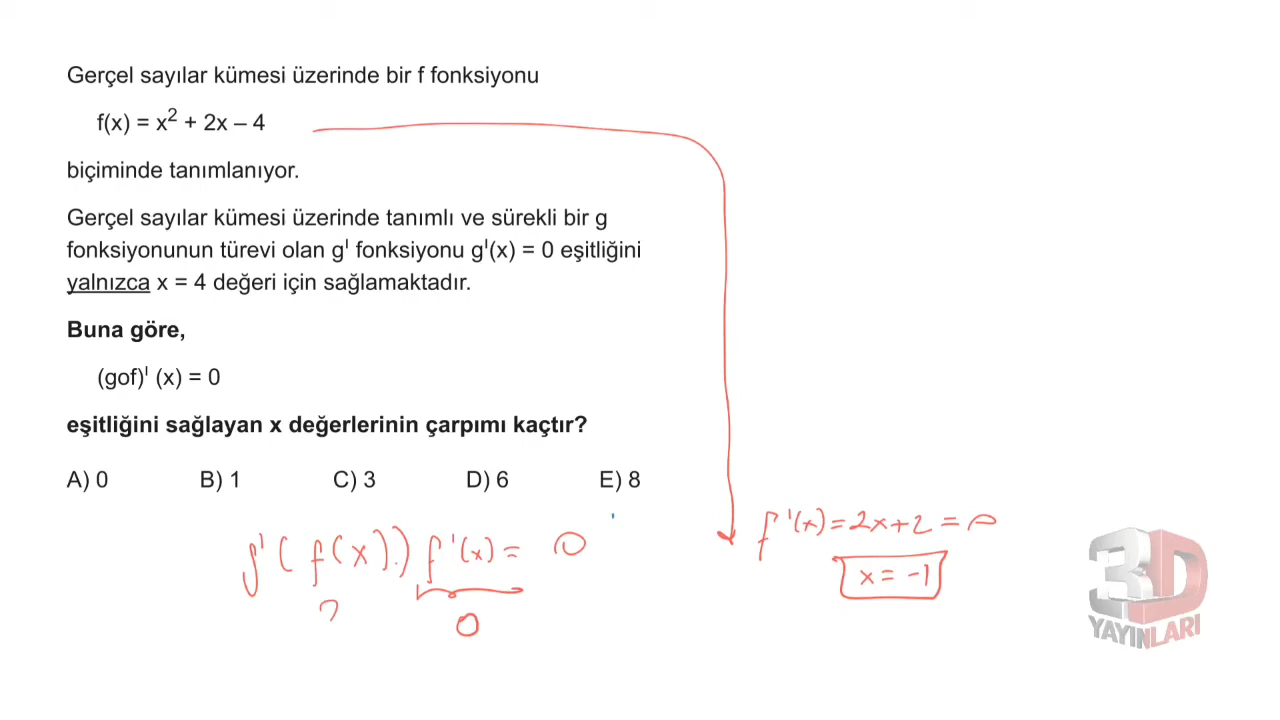 Gerçel sayılar kümesi üzerinde bir f fonksiyonu
f(x) = x² + 2x – 4
biçiminde tanımlanıyor.
Gerçel sayılar kümesi üzerinde tanımlı ve sürekli bir g
fonksiyonunun türevi olan gˡ fonksiyonu gˡ(x) = 0 eşitliğini
yalnızca x = 4 değeri için sağlamaktadır.
Buna göre,
(gof)ˡ (x) = 0
eşitliğini sağlayan x değerlerinin çarpımı kaçtır?
A) 0 B) 1 C) 3 D) 6 E) 8
g'(f(x)).f'(x) = 0
?
0
f'(x)=2x+2=0
x = -1
3D
YAYINLARI